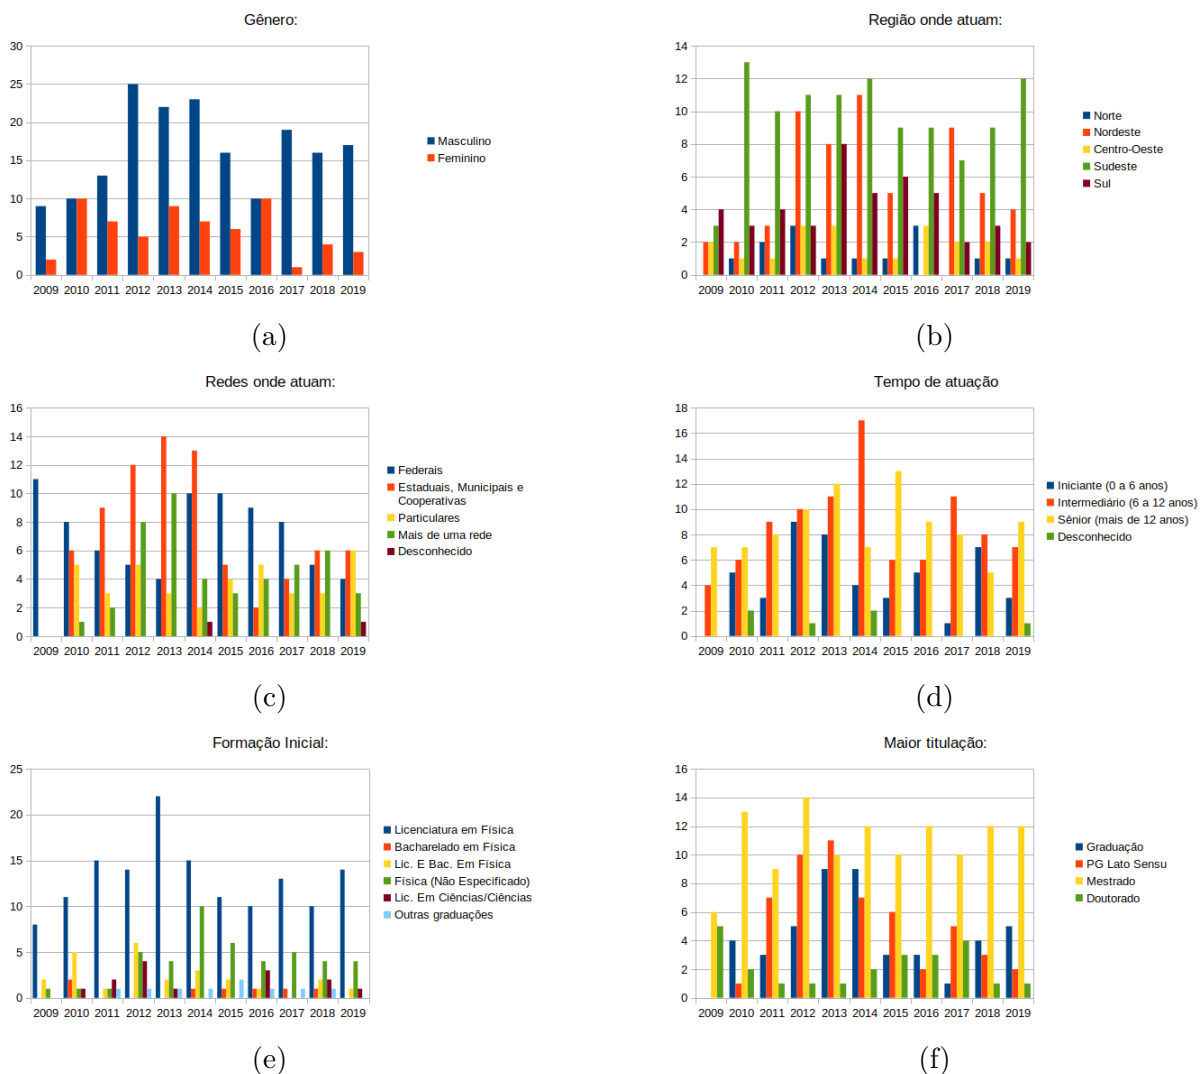 Gênero:
30
25
20
15
10
5
0
2009 2010 2011 2012 2013 2014 2015 2016 2017 2018 2019
Masculino
Feminino
(a)
Região onde atuam:
14
12
10
8
6
4
2
0
2009 2010 2011 2012 2013 2014 2015 2016 2017 2018 2019
Norte
Nordeste
Centro-Oeste
Sudeste
Sul
(b)
Redes onde atuam:
16
14
12
10
8
6
4
2
0
2009 2010 2011 2012 2013 2014 2015 2016 2017 2018 2019
Federais
Estaduais, Municipais e
Cooperativas
Particulares
Mais de uma rede
Desconhecido
(c)
Tempo de atuação
18
16
14
12
10
8
6
4
2
0
2009 2010 2011 2012 2013 2014 2015 2016 2017 2018 2019
Iniciante (0 a 6 anos)
Intermediário (6 a 12 anos)
Sênior (mais de 12 anos)
Desconhecido
(d)
Formação Inicial:
25
20
15
10
5
0
2009 2010 2011 2012 2013 2014 2015 2016 2017 2018 2019
Licenciatura em Física
Bacharelado em Física
Lic. E Bac. Em Física
Física (Não Especificado)
Lic. Em Ciências/Ciências
Outras graduações
(e)
Maior titulação:
16
14
12
10
8
6
4
2
0
2009 2010 2011 2012 2013 2014 2015 2016 2017 2018 2019
Graduação
PG Lato Sensu
Mestrado
Doutorado
(f)